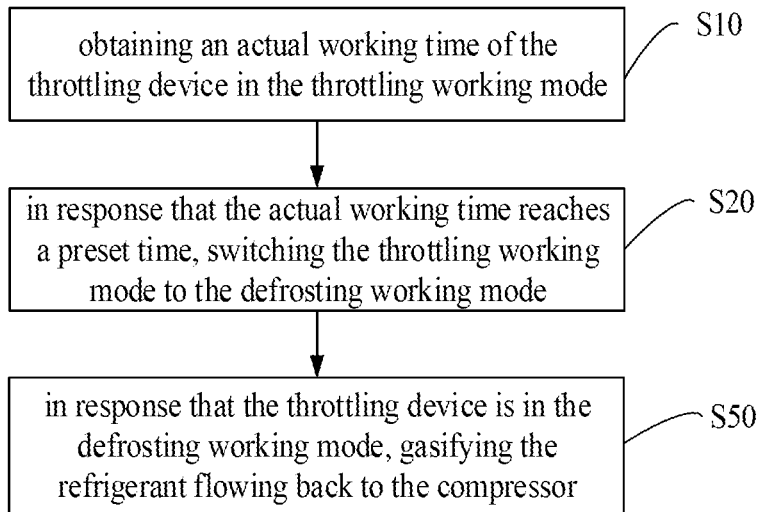 obtaining an actual working time of the
throttling device in the throttling working mode
S10
in response that the actual working time reaches
a preset time, switching the throttling working
mode to the defrosting working mode
S20
in response that the throttling device is in the
defrosting working mode, gasifying the
refrigerant flowing back to the compressor
S50